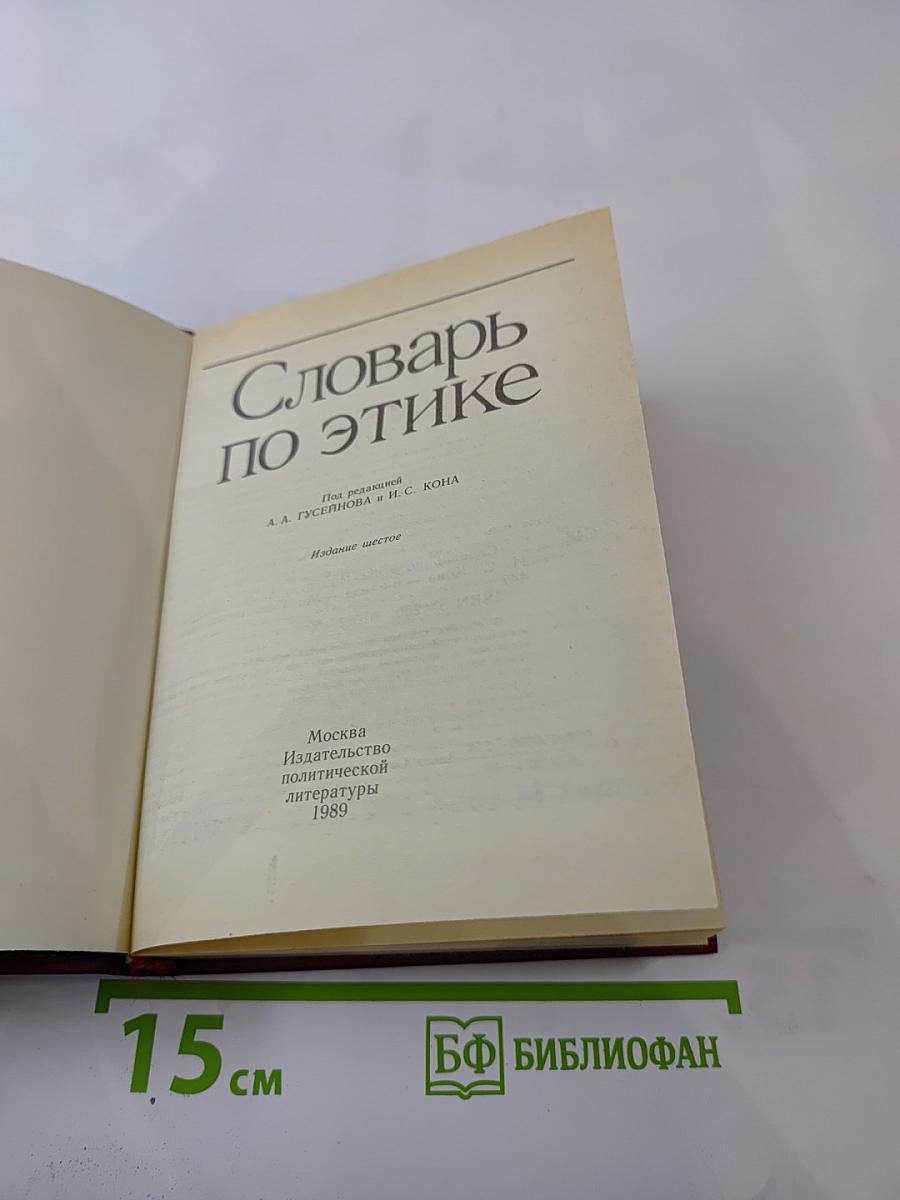 Словарь
по этике
Под редакцией
А. А. ГУСЕЙНОВА и И. С. КОНА
Издание шестое
Москва
Издательство
политической
литературы
1989
15 см
БФ БИБЛИОФАН